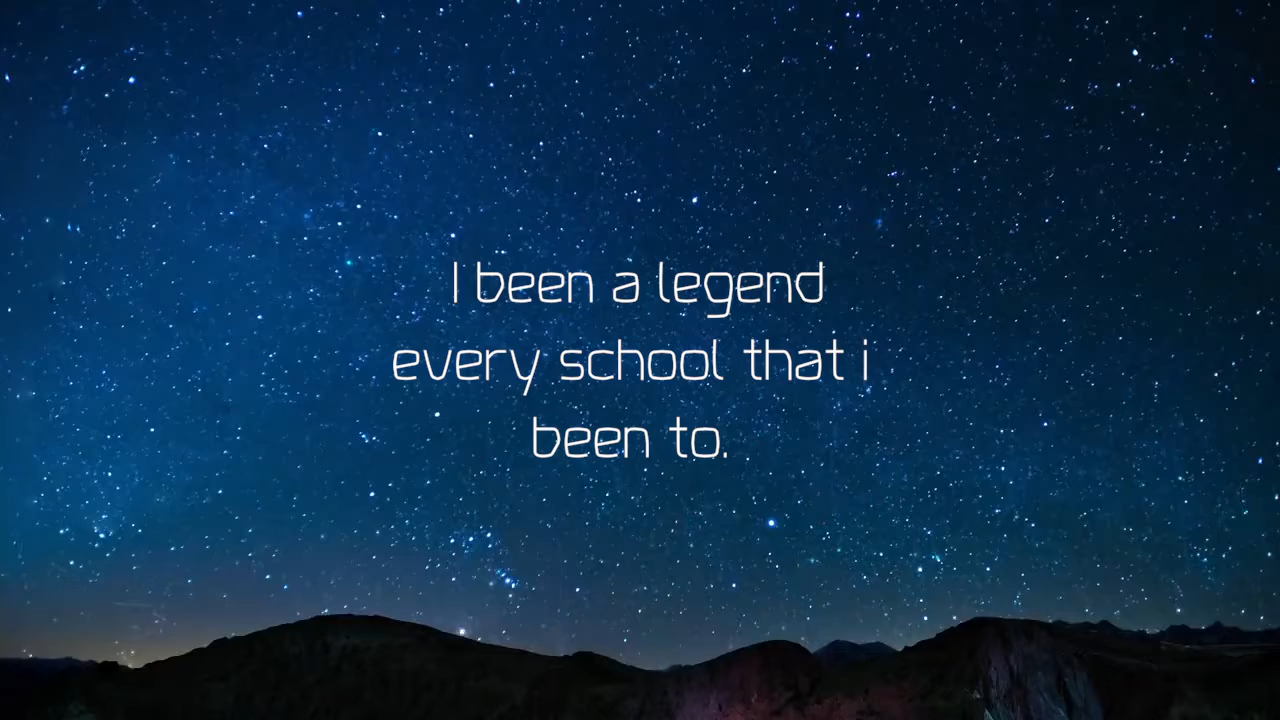 I been a legend
every school that i
been to.